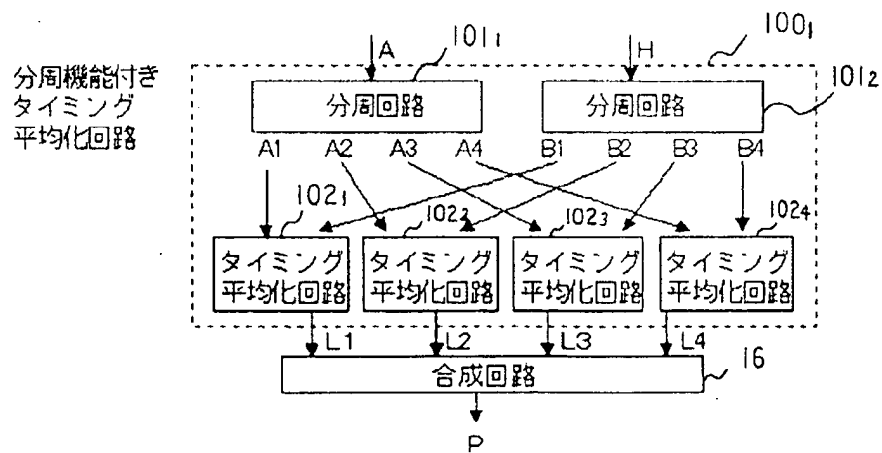 A 101₁ H 100₁
分周機能付き
タイミング
平均化回路
分周回路 分周回路 101₂
A1 A2 A3 A4 B1 B2 B3 B4
102₁ 102₂ 102₃ 102₄
タイミング タイミング タイミング タイミング
平均化回路 平均化回路 平均化回路 平均化回路
L1 L2 L3 L4
合成回路 16
P